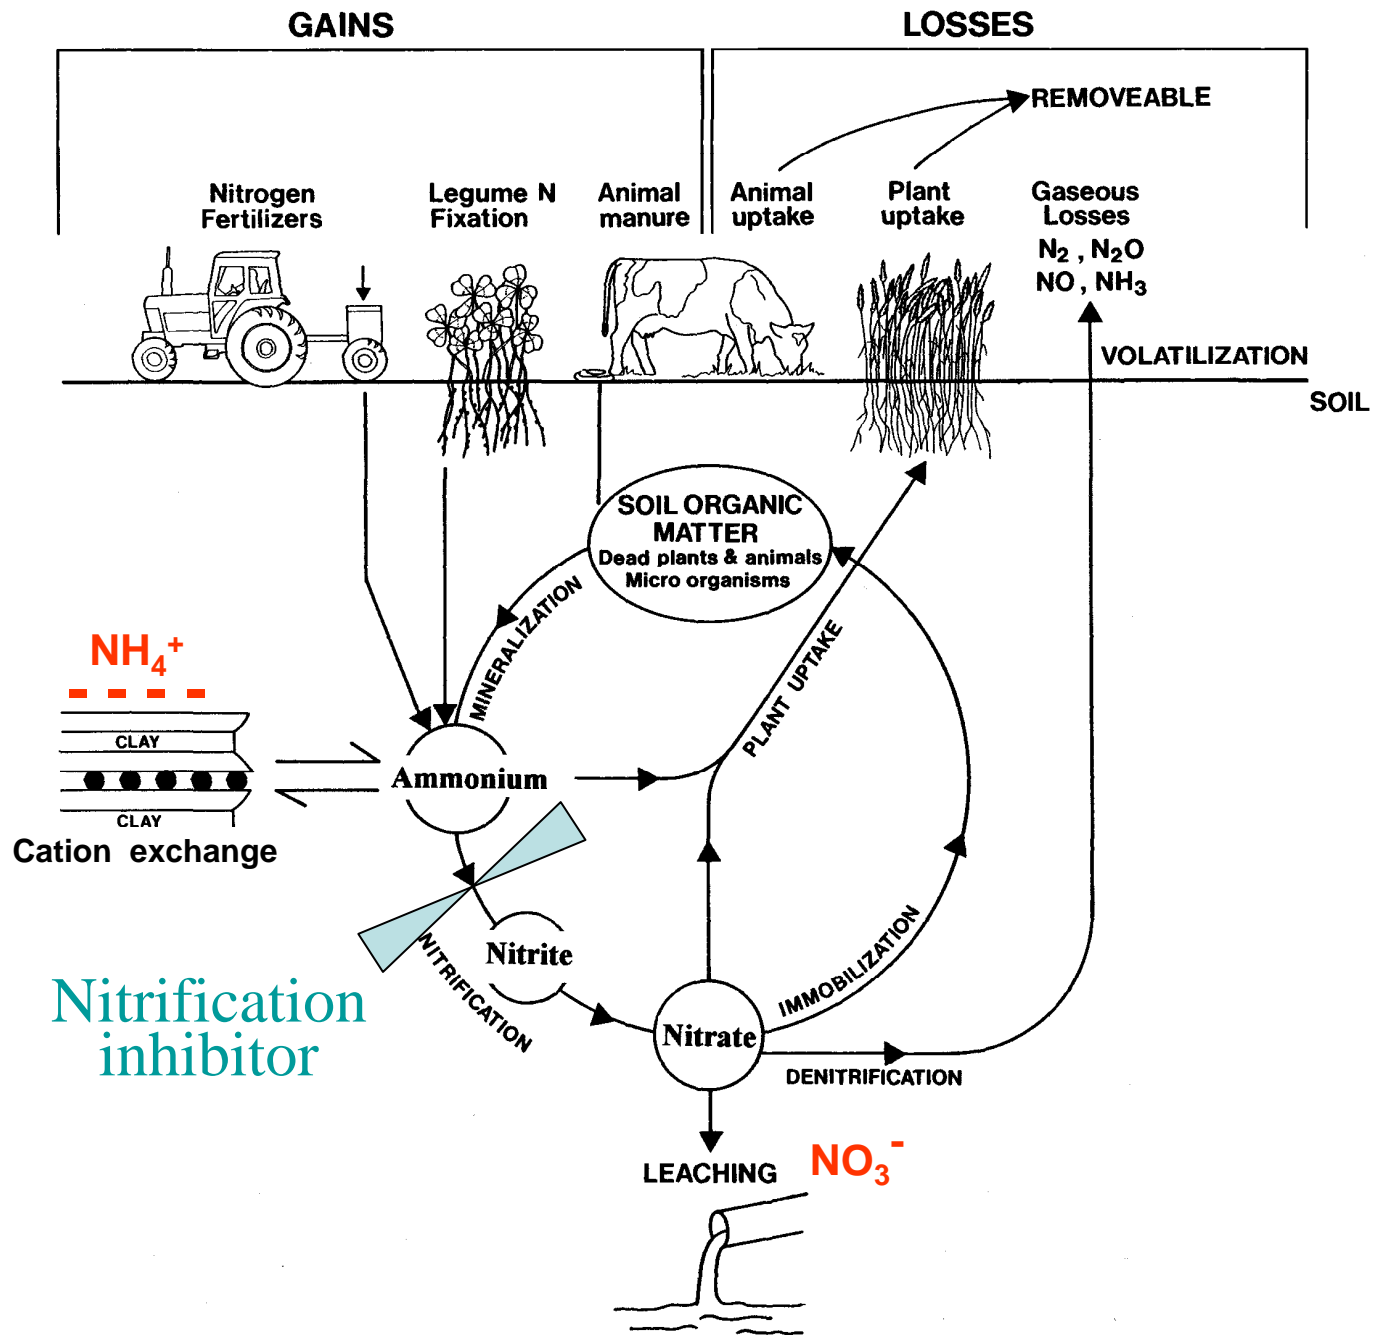 GAINS
LOSSES
REMOVEABLE
Nitrogen
Fertilizers
Legume N
Fixation
Animal
manure
Animal
uptake
Plant
uptake
Gaseous
Losses
N₂ , N₂O
NO , NH₃
VOLATILIZATION
SOIL
SOIL ORGANIC
MATTER
Dead plants & animals
Micro organisms
MINERALIZATION
PLANT UPTAKE
NH₄⁺
CLAY
CLAY
Cation exchange
Ammonium
Nitrite
NITRIFICATION
Nitrification
inhibitor
Nitrate
IMMOBILIZATION
DENITRIFICATION
LEACHING
NO₃⁻